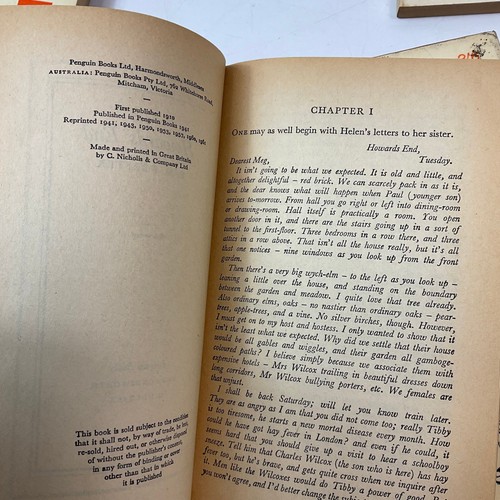 Penguin Books Ltd, Harmondsworth, Middlesex
AUSTRALIA: Penguin Books Pty Ltd, 762 Whitehorse Road,
Mitcham, Victoria
First published 1910
Published in Penguin Books 1941
Reprinted 1941, 1943, 1950, 1953, 1957, 1960, 1961
Made and printed in Great Britain
by C. Nicholls & Company Ltd
This book is sold subject to the condition
that it shall not, by way of trade, be lent,
re-sold, hired out, or otherwise disposed
of without the publisher's consent,
in any form of binding or cover
other than that in which
it is published
CHAPTER I
ONE may as well begin with Helen's letters to her sister.
Howards End,
Tuesday.
Dearest Meg,
It isn't going to be what we expected. It is old and little, and
altogether delightful – red brick. We can scarcely pack in as it is,
and the dear knows what will happen when Paul (younger son)
arrives to-morrow. From hall you go right or left into dining-room
or drawing-room. Hall itself is practically a room. You open
another door in it, and there are the stairs going up in a sort of
tunnel to the first-floor. Three bedrooms in a row there, and three
attics in a row above. That isn't all the house really, but it's all
that one notices – nine windows as you look up from the front
garden.
Then there's a very big wych-elm – to the left as you look up –
leaning a little over the house, and standing on the boundary
between the garden and meadow. I quite love that tree already.
Also ordinary elms, oaks – no nastier than ordinary oaks – pear-
trees, apple-trees, and a vine. No silver birches, though. However,
I must get on to my host and hostess. I only wanted to show that it
isn't the least what we expected. Why did we settle that their house
would be all gables and wiggles, and their garden all gamboge-
coloured paths? I believe simply because we associate them with
expensive hotels – Mrs Wilcox trailing in beautiful dresses down
long corridors, Mr Wilcox bullying porters, etc. We females are
that unjust.
I shall be back Saturday; will let you know train later,
They are as angry as I am that you did not come too; really Tibby
is too tiresome, he starts a new mortal disease every month. How
could he have got hay fever in London? and even if he could, it
seems hard that you should give up a visit to hear a schoolboy
sneeze. Tell him that Charles Wilcox (the son who is here) has hay
fever too, but he's brave, and gets quite cross when we inquire after
it. Men like the Wilcoxes would do Tibby a power of good. But
you won't agree, and I'd better change the